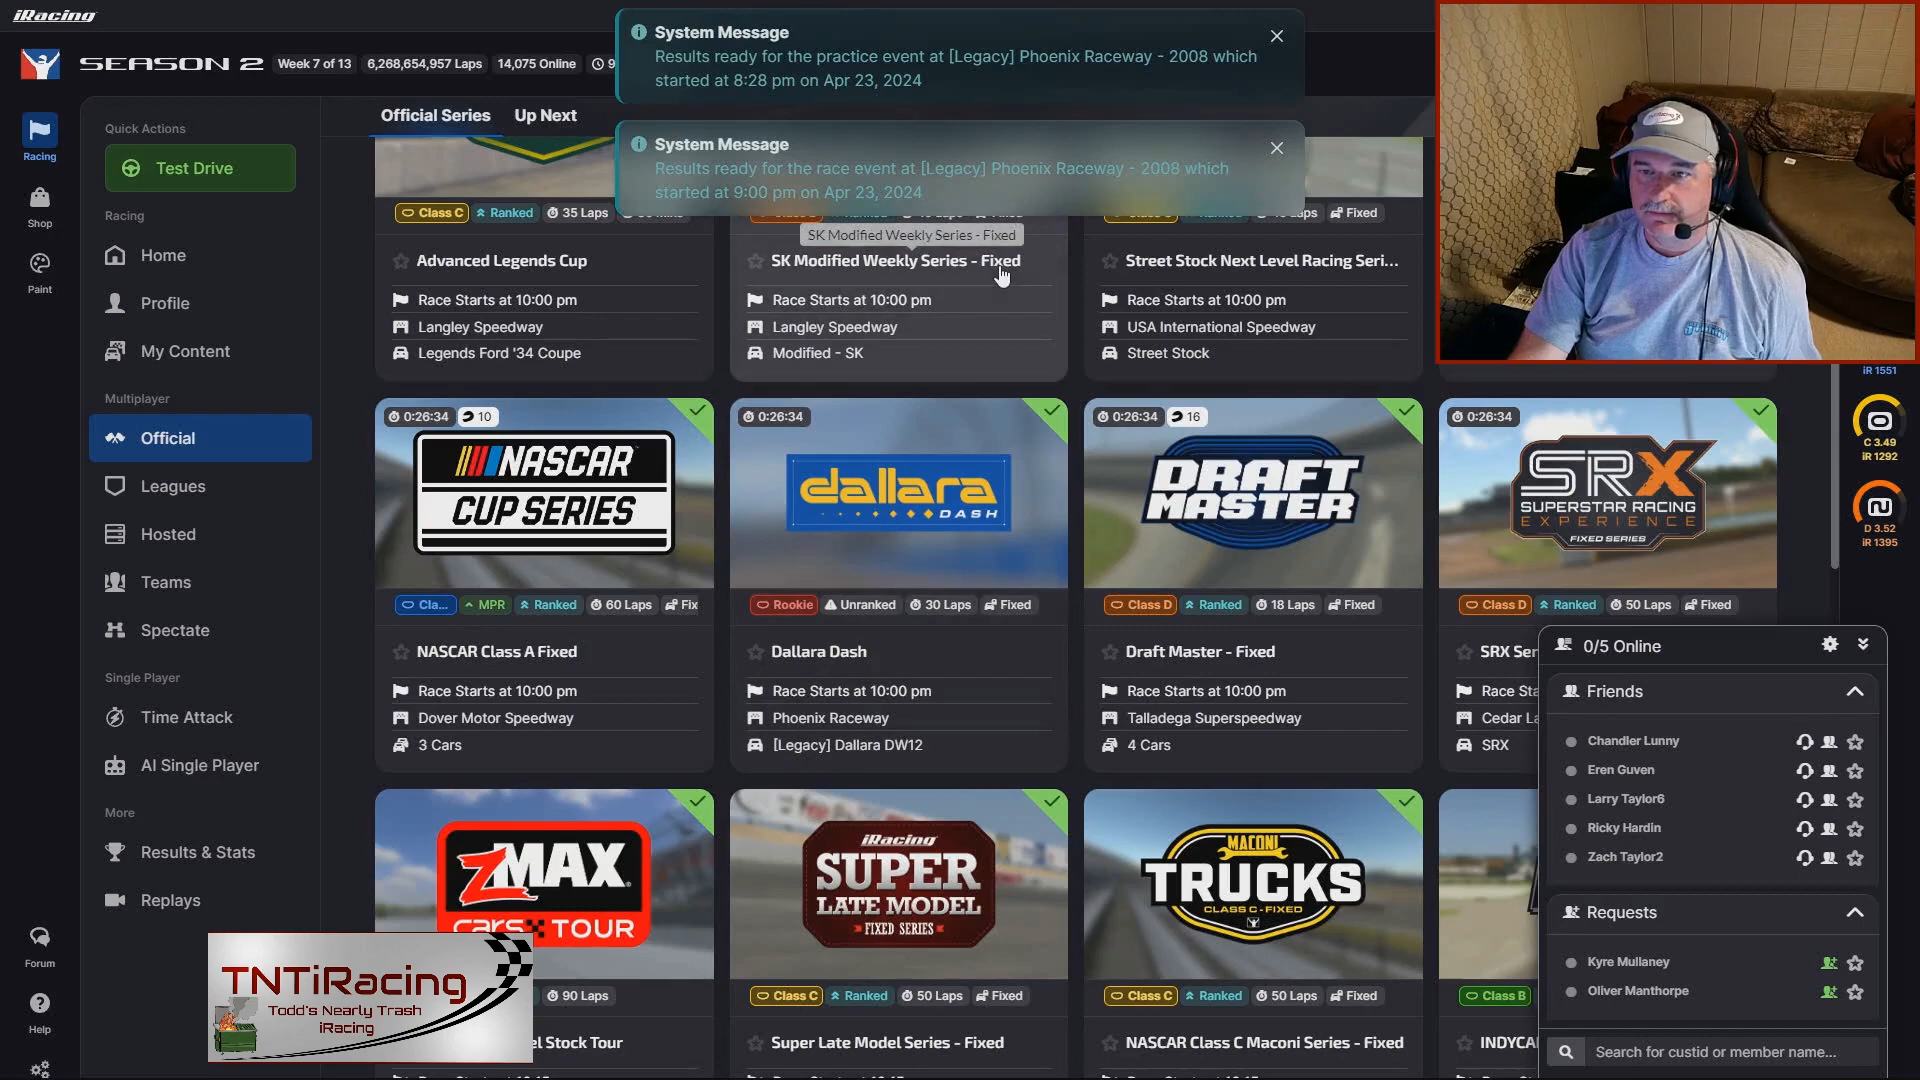 iRacing
SEASON 2
Week 7 of 13
6,268,654,957 Laps
14,075 Online
System Message
Results ready for the practice event at [Legacy] Phoenix Raceway - 2008 which
started at 8:28 pm on Apr 23, 2024
System Message
Results ready for the race event at [Legacy] Phoenix Raceway - 2008 which
started at 9:00 pm on Apr 23, 2024
Racing
Shop
Paint
Forum
Help
Quick Actions
Test Drive
Racing
Home
Profile
My Content
Multiplayer
Official
Leagues
Hosted
Teams
Spectate
Single Player
Time Attack
AI Single Player
More
Results & Stats
Replays
Official Series
Up Next
Class C
Ranked
35 Laps
Fixed
SK Modified Weekly Series - Fixed
Advanced Legends Cup
Race Starts at 10:00 pm
Langley Speedway
Legends Ford '34 Coupe
SK Modified Weekly Series - Fixed
Race Starts at 10:00 pm
Langley Speedway
Modified - SK
Street Stock Next Level Racing Seri...
Race Starts at 10:00 pm
USA International Speedway
Street Stock
0:26:34
10
NASCAR
CUP SERIES
Cla...
MPR
Ranked
60 Laps
Fix
NASCAR Class A Fixed
Race Starts at 10:00 pm
Dover Motor Speedway
3 Cars
0:26:34
dallara
DASH
Rookie
Unranked
30 Laps
Fixed
Dallara Dash
Race Starts at 10:00 pm
Phoenix Raceway
[Legacy] Dallara DW12
0:26:34
16
DRAFT
MASTER
Class D
Ranked
18 Laps
Fixed
Draft Master - Fixed
Race Starts at 10:00 pm
Talladega Superspeedway
4 Cars
0:26:34
SRX
SUPERSTAR RACING
EXPERIENCE
FIXED SERIES
Class D
Ranked
50 Laps
Fixed
SRX Ser
Race Sta
Cedar La
SRX
iR 1551
C 3.49
iR 1292
D 3.52
iR 1395
zMAX
CARS TOUR
90 Laps
el Stock Tour
iRacing
SUPER
LATE MODEL
FIXED SERIES
Class C
Ranked
50 Laps
Fixed
Super Late Model Series - Fixed
MACONI
TRUCKS
CLASS C - FIXED
Class C
Ranked
50 Laps
Fixed
NASCAR Class C Maconi Series - Fixed
Class B
INDYCA
0/5 Online
Friends
Chandler Lunny
Eren Guven
Larry Taylor6
Ricky Hardin
Zach Taylor2
Requests
Kyre Mullaney
Oliver Manthorpe
Search for custid or member name...
TNTiRacing
Todd's Nearly Trash
iRacing